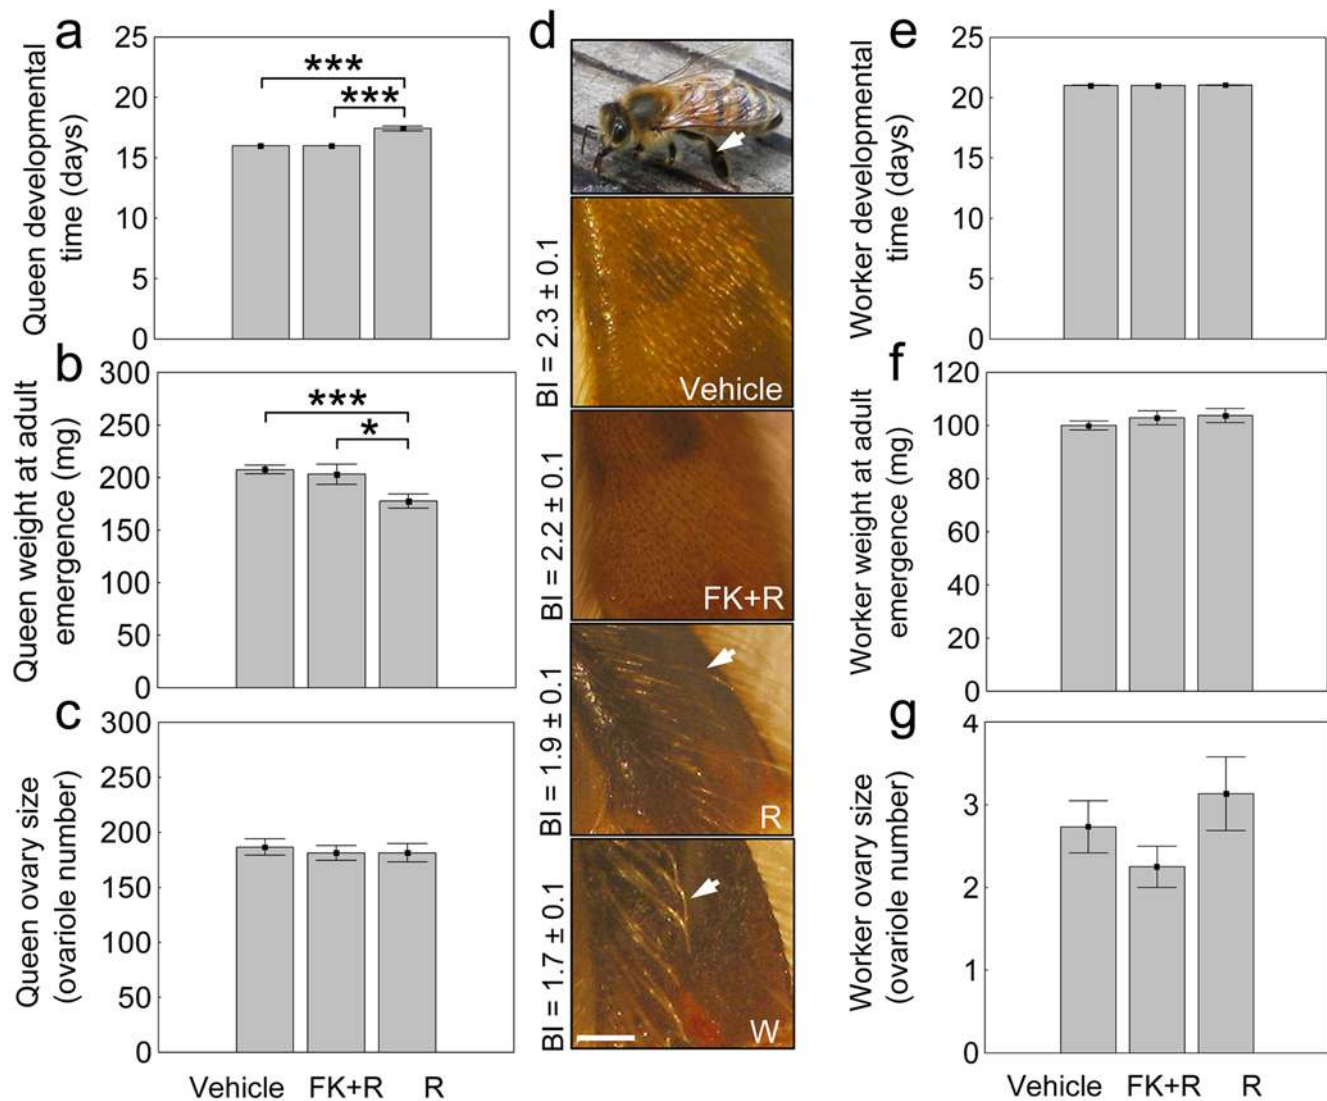 a
Queen developmental
time (days)
25
20
15
10
5
0
***
***
b
Queen weight at adult
emergence (mg)
300
250
200
150
100
50
0
***
*
c
Queen ovary size
(ovariole number)
300
250
200
150
100
50
0
Vehicle FK+R R
d
BI = 2.3 ± 0.1
Vehicle
BI = 2.2 ± 0.1
FK+R
BI = 1.9 ± 0.1
R
BI = 1.7 ± 0.1
W
e
Worker developmental
time (days)
25
20
15
10
5
0
f
Worker weight at adult
emergence (mg)
120
100
80
60
40
20
0
g
Worker ovary size
(ovariole number)
4
3
2
1
0
Vehicle FK+R R